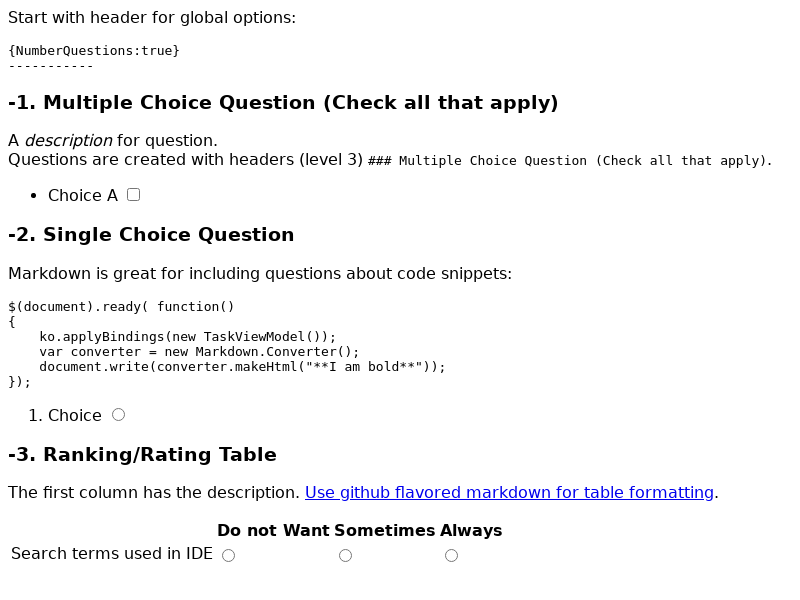 Start with header for global options:
{NumberQuestions:true}
-----------
-1. Multiple Choice Question (Check all that apply)
A description for question.
Questions are created with headers (level 3) ### Multiple Choice Question (Check all that apply).
• Choice A
-2. Single Choice Question
Markdown is great for including questions about code snippets:
$(document).ready( function()
{
    ko.applyBindings(new TaskViewModel());
    var converter = new Markdown.Converter();
    document.write(converter.makeHtml("**I am bold**"));
});
1. Choice
-3. Ranking/Rating Table
The first column has the description. Use github flavored markdown for table formatting.
Do not Want Sometimes Always
Search terms used in IDE